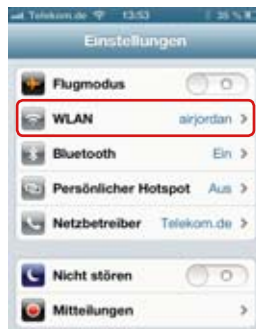 Telekom.de 13:53 35 %
Einstellungen
Flugmodus
WLAN airjordan
Bluetooth Ein
Persönlicher Hotspot Aus
Netzbetreiber Telekom.de
Nicht stören
Mitteilungen